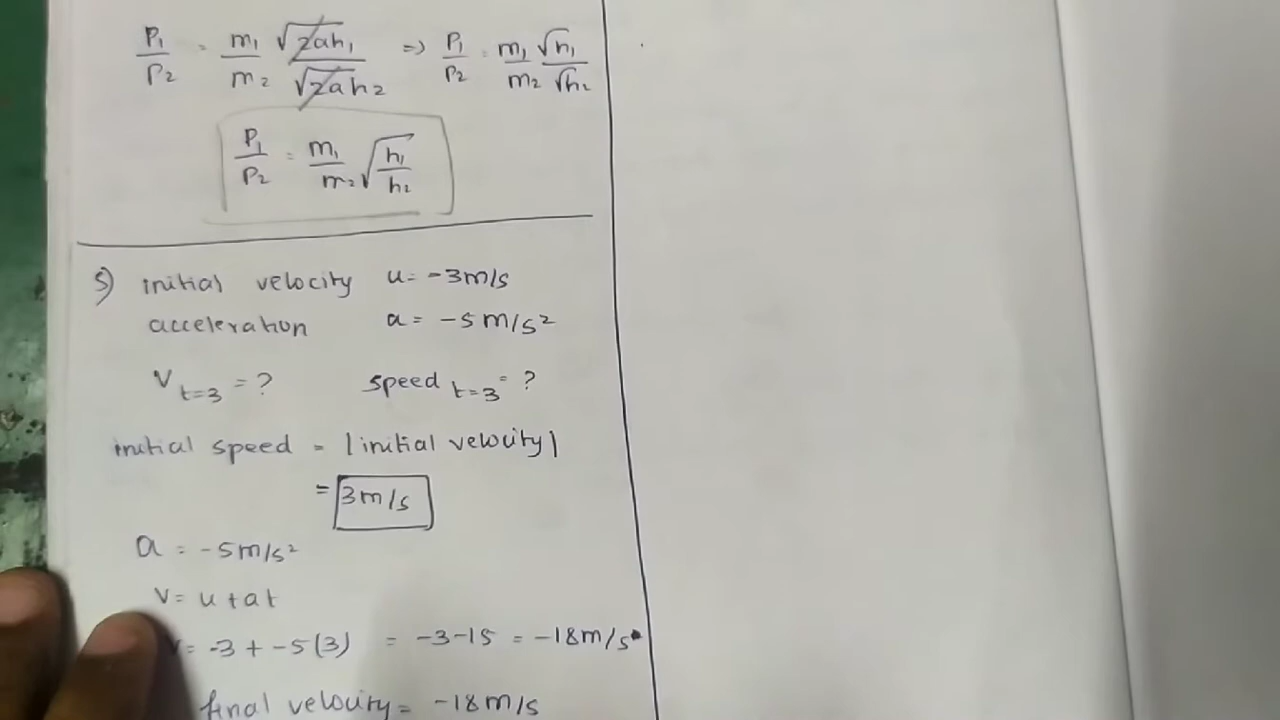 P₁/P₂ = m₁ √2ah₁ / m₂ √2ah₂ => P₁/P₂ = m₁ √h₁ / m₂ √h₂
P₁/P₂ = m₁/m₂ √h₁/h₂
5) initial velocity u = -3m/s
acceleration a = -5m/s²
V t=3 = ? speed t=3 = ?
initial speed = |initial velocity|
= 3m/s
a = -5m/s²
v = u + at
v = -3 + -5(3) = -3-15 = -18m/s
final velocity = -18m/s